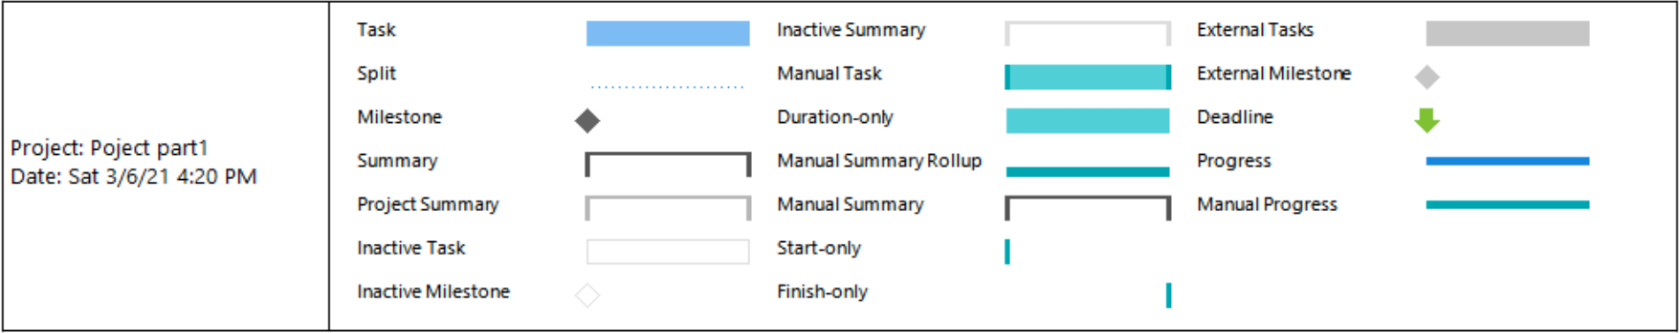 Project: Poject part1
Date: Sat 3/6/21 4:20 PM
Task
Split
Milestone
Summary
Project Summary
Inactive Task
Inactive Milestone
Inactive Summary
Manual Task
Duration-only
Manual Summary Rollup
Manual Summary
Start-only
Finish-only
External Tasks
External Milestone
Deadline
Progress
Manual Progress